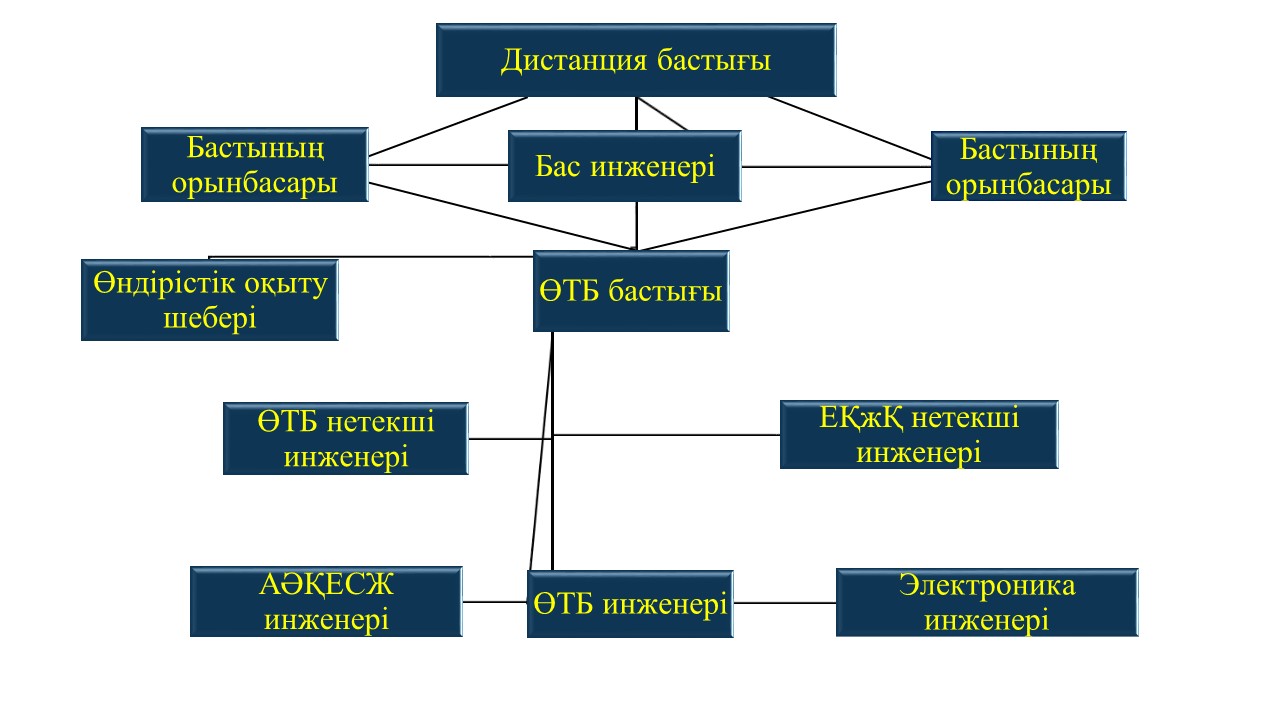 Дистанция бастығы
Бастының
орынбасары
Бас инженері
Бастының
орынбасары
Өндірістік оқыту
шебері
ӨТБ бастығы
ӨТБ нетекші
инженері
ЕҚжҚ нетекші
инженері
АӘҚЕСЖ
инженері
ӨТБ инженері
Электроника
инженері